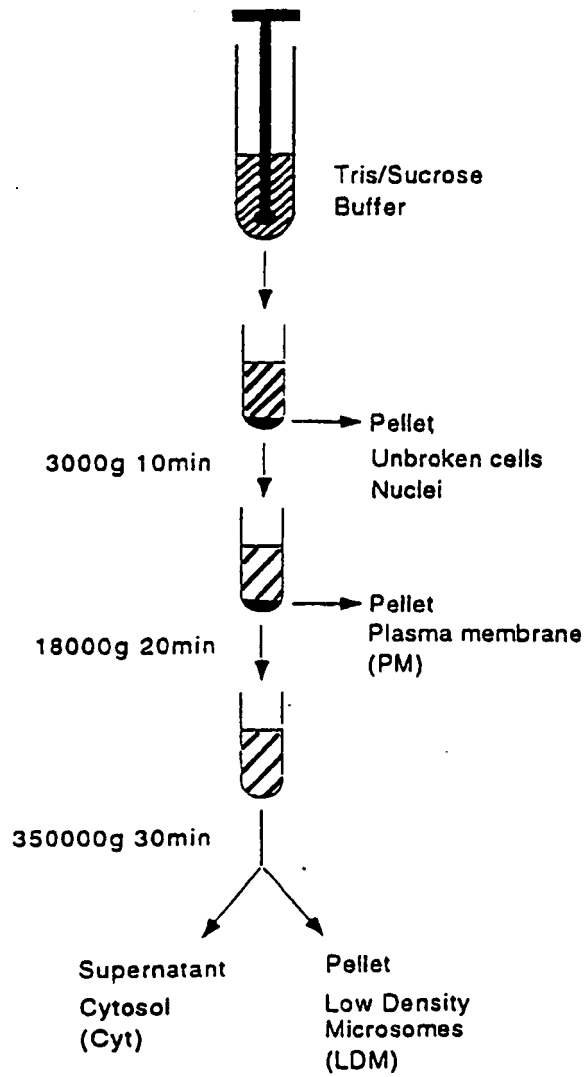 Tris/Sucrose
Buffer
Pellet
Unbroken cells
Nuclei
3000g 10min
Pellet
Plasma membrane
(PM)
18000g 20min
350000g 30min
Supernatant
Cytosol
(Cyt)
Pellet
Low Density
Microsomes
(LDM)